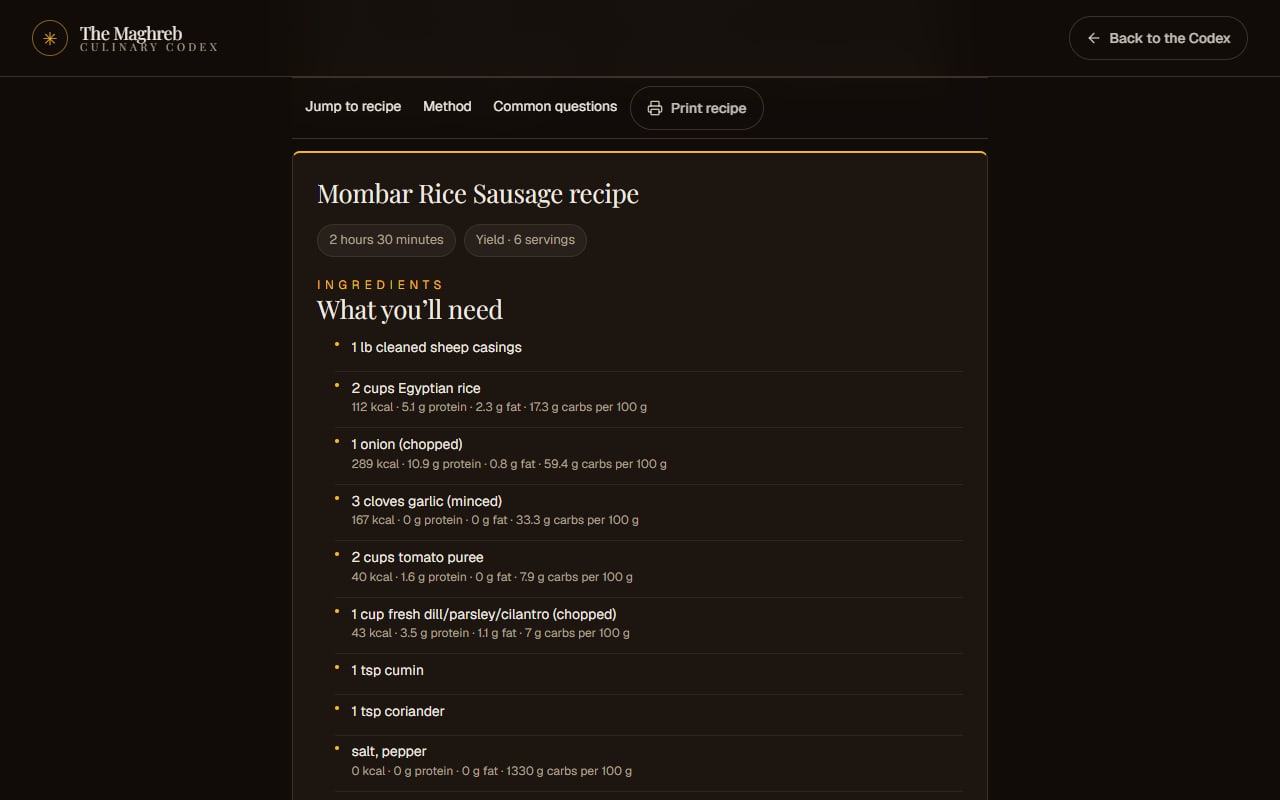 The Maghreb
CULINARY CODEX
Back to the Codex
Jump to recipe
Method
Common questions
Print recipe
Mombar Rice Sausage recipe
2 hours 30 minutes
Yield · 6 servings
INGREDIENTS
What you’ll need
1 lb cleaned sheep casings
2 cups Egyptian rice
112 kcal · 5.1 g protein · 2.3 g fat · 17.3 g carbs per 100 g
1 onion (chopped)
289 kcal · 10.9 g protein · 0.8 g fat · 59.4 g carbs per 100 g
3 cloves garlic (minced)
167 kcal · 0 g protein · 0 g fat · 33.3 g carbs per 100 g
2 cups tomato puree
40 kcal · 1.6 g protein · 0 g fat · 7.9 g carbs per 100 g
1 cup fresh dill/parsley/cilantro (chopped)
43 kcal · 3.5 g protein · 1.1 g fat · 7 g carbs per 100 g
1 tsp cumin
1 tsp coriander
salt, pepper
0 kcal · 0 g protein · 0 g fat · 1330 g carbs per 100 g